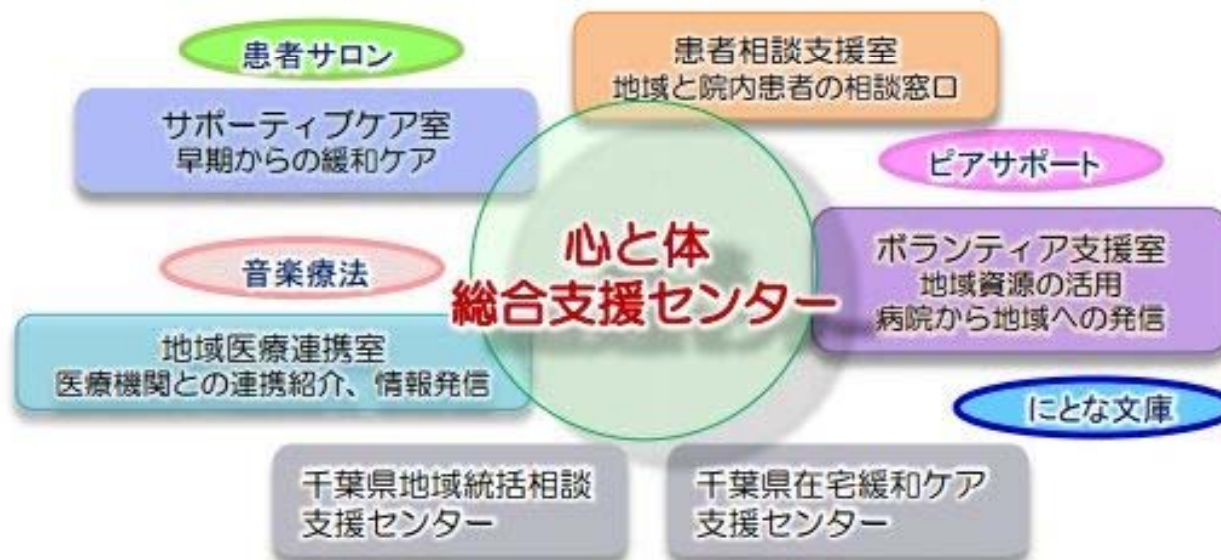 患者サロン
サポーティブケア室
早期からの緩和ケア
患者相談支援室
地域と院内患者の相談窓口
ピアサポート
ボランティア支援室
地域資源の活用
病院から地域への発信
心と体
総合支援センター
音楽療法
地域医療連携室
医療機関との連携紹介、情報発信
にとな文庫
千葉県地域統括相談
支援センター
千葉県在宅緩和ケア
支援センター